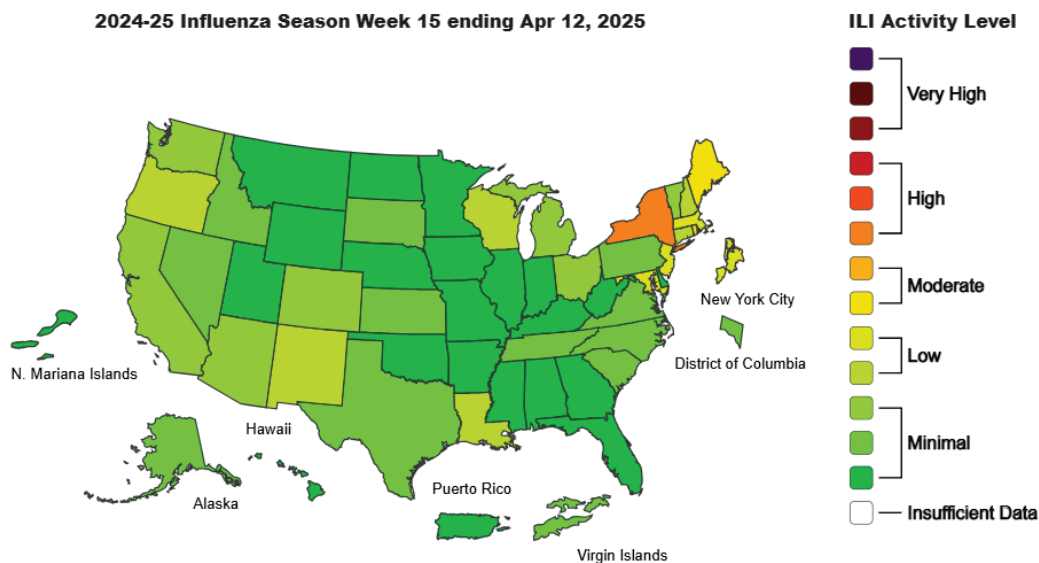 2024-25 Influenza Season Week 15 ending Apr 12, 2025
ILI Activity Level
Very High
High
Moderate
Low
Minimal
Insufficient Data
New York City
District of Columbia
N. Mariana Islands
Hawaii
Alaska
Puerto Rico
Virgin Islands